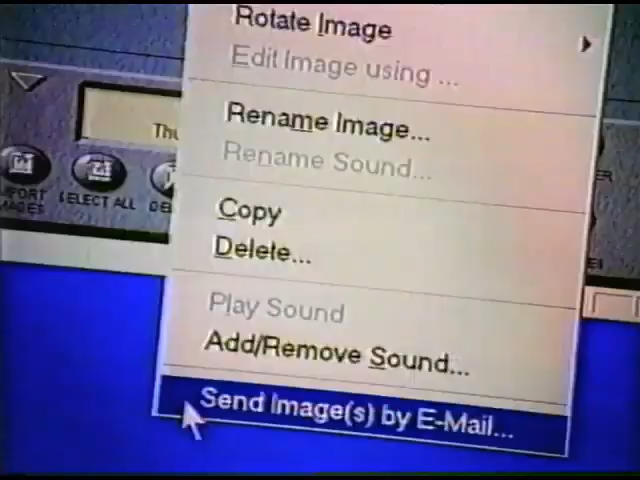 Rotate Image
Edit Image using ...
Rename Image...
Thu
Rename Sound...
SELECT ALL
Copy
Delete...
Play Sound
Add/Remove Sound...
Send Image(s) by E-Mail...